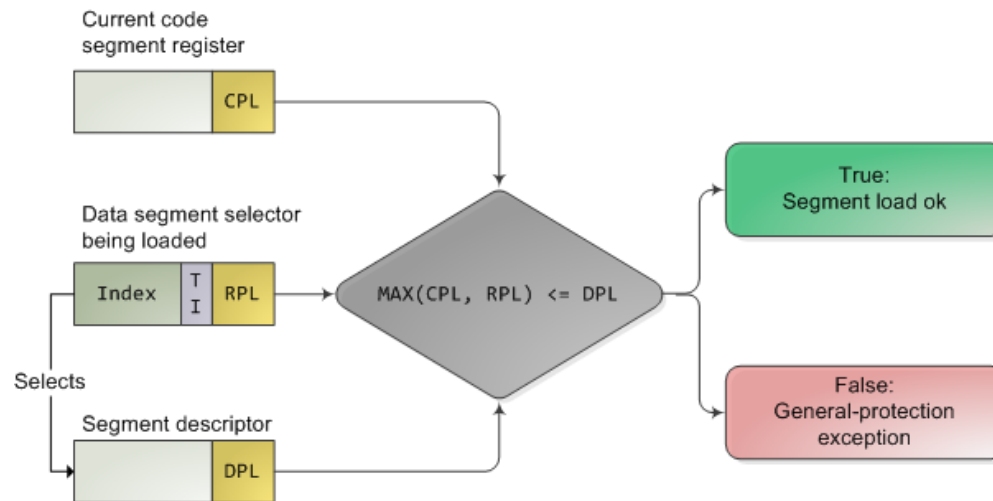 Current code
segment register
CPL
Data segment selector
being loaded
Index
T
I
RPL
Selects
Segment descriptor
DPL
MAX(CPL, RPL) <= DPL
True:
Segment load ok
False:
General-protection
exception